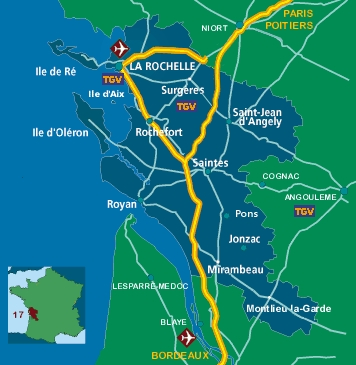 PARIS
POITIERS
NIORT
LA ROCHELLE
Ile de Ré
TGV
Ile d'Aix
Surgères
TGV
Saint-Jean
d'Angely
Rochefort
Ile d'Oléron
Saintes
COGNAC
ANGOULEME
TGV
Royan
Pons
Jonzac
Mirambeau
LESPARRE-MEDOC
Montlieu-la-Garde
17
BLAYE
BORDEAUX